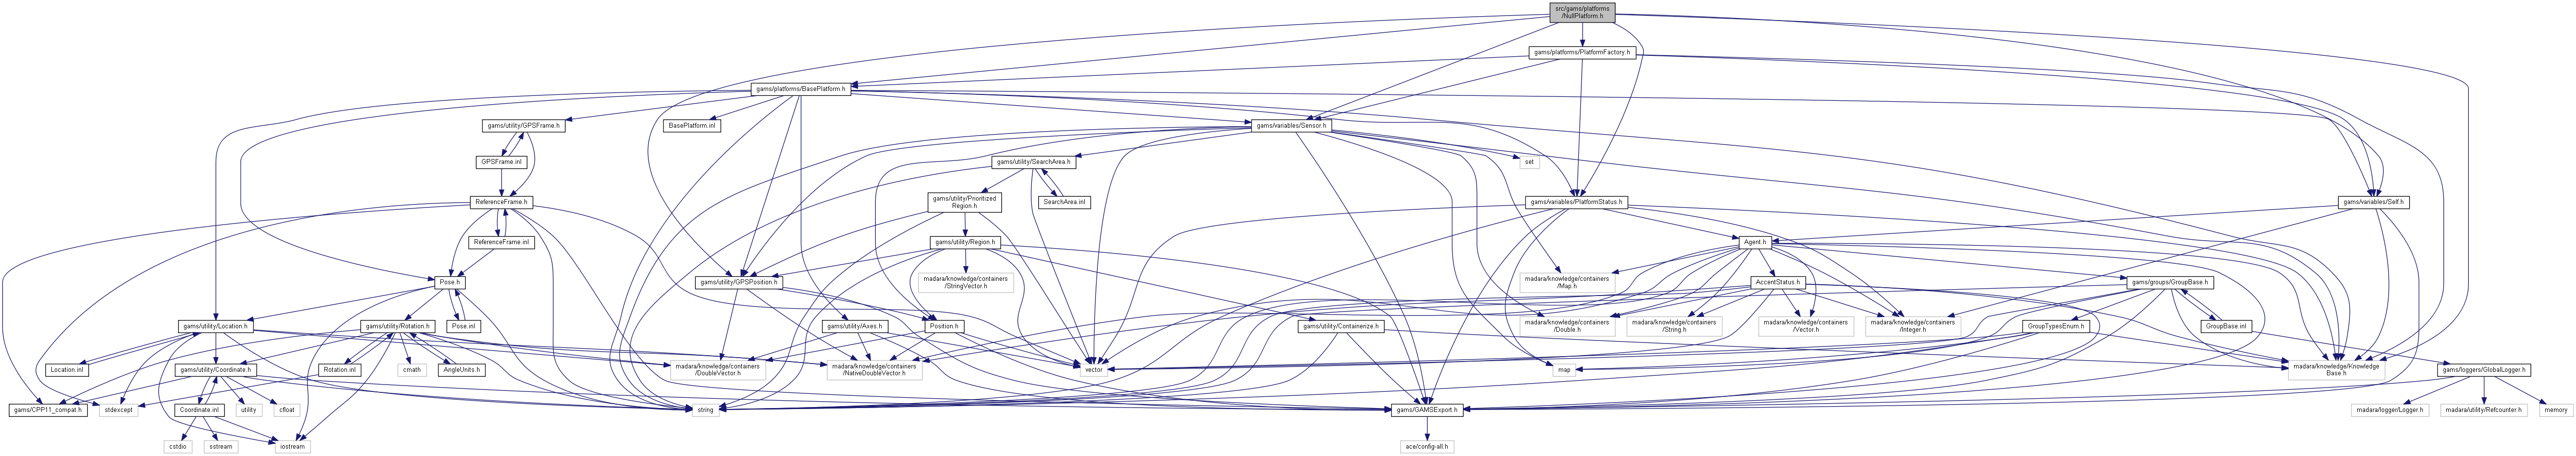 src/gams/platforms
/NullPlatform.h
gams/platforms/PlatformFactory.h
gams/platforms/BasePlatform.h
gams/utility/GPSFrame.h
BasePlatform.inl
gams/variables/Sensor.h
GPSFrame.inl
gams/utility/SearchArea.h
set
ReferenceFrame.h
gams/utility/Prioritized
Region.h
SearchArea.inl
gams/variables/PlatformStatus.h
gams/variables/Self.h
ReferenceFrame.inl
gams/utility/Region.h
Agent.h
Pose.h
gams/utility/GPSPosition.h
madara/knowledge/containers
/StringVector.h
madara/knowledge/containers
/Map.h
AccentStatus.h
gams/groups/GroupBase.h
gams/utility/Location.h
gams/utility/Rotation.h
Pose.inl
gams/utility/Axes.h
Position.h
gams/utility/Containerize.h
madara/knowledge/containers
/Double.h
madara/knowledge/containers
/String.h
madara/knowledge/containers
/Vector.h
madara/knowledge/containers
/Integer.h
GroupTypesEnum.h
GroupBase.inl
Location.inl
gams/utility/Coordinate.h
Rotation.inl
cmath
AngleUnits.h
madara/knowledge/containers
/DoubleVector.h
madara/knowledge/containers
/NativeDoubleVector.h
vector
map
madara/knowledge/Knowledge
Base.h
gams/loggers/GlobalLogger.h
gams/CPP11_compat.h
stdexcept
Coordinate.inl
utility
cfloat
string
gams/GAMSExport.h
madara/logger/Logger.h
madara/utility/Refcounter.h
memory
cstdio
sstream
iostream
ace/config-all.h